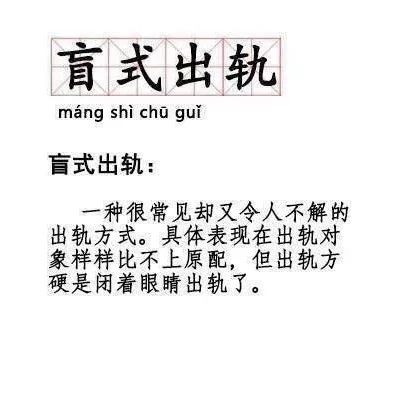 盲式出轨
máng shì chū guǐ
盲式出轨：
一种很常见却又令人不解的
出轨方式。具体表现在出轨对
象样样比不上原配，但出轨方
硬是闭着眼睛出轨了。